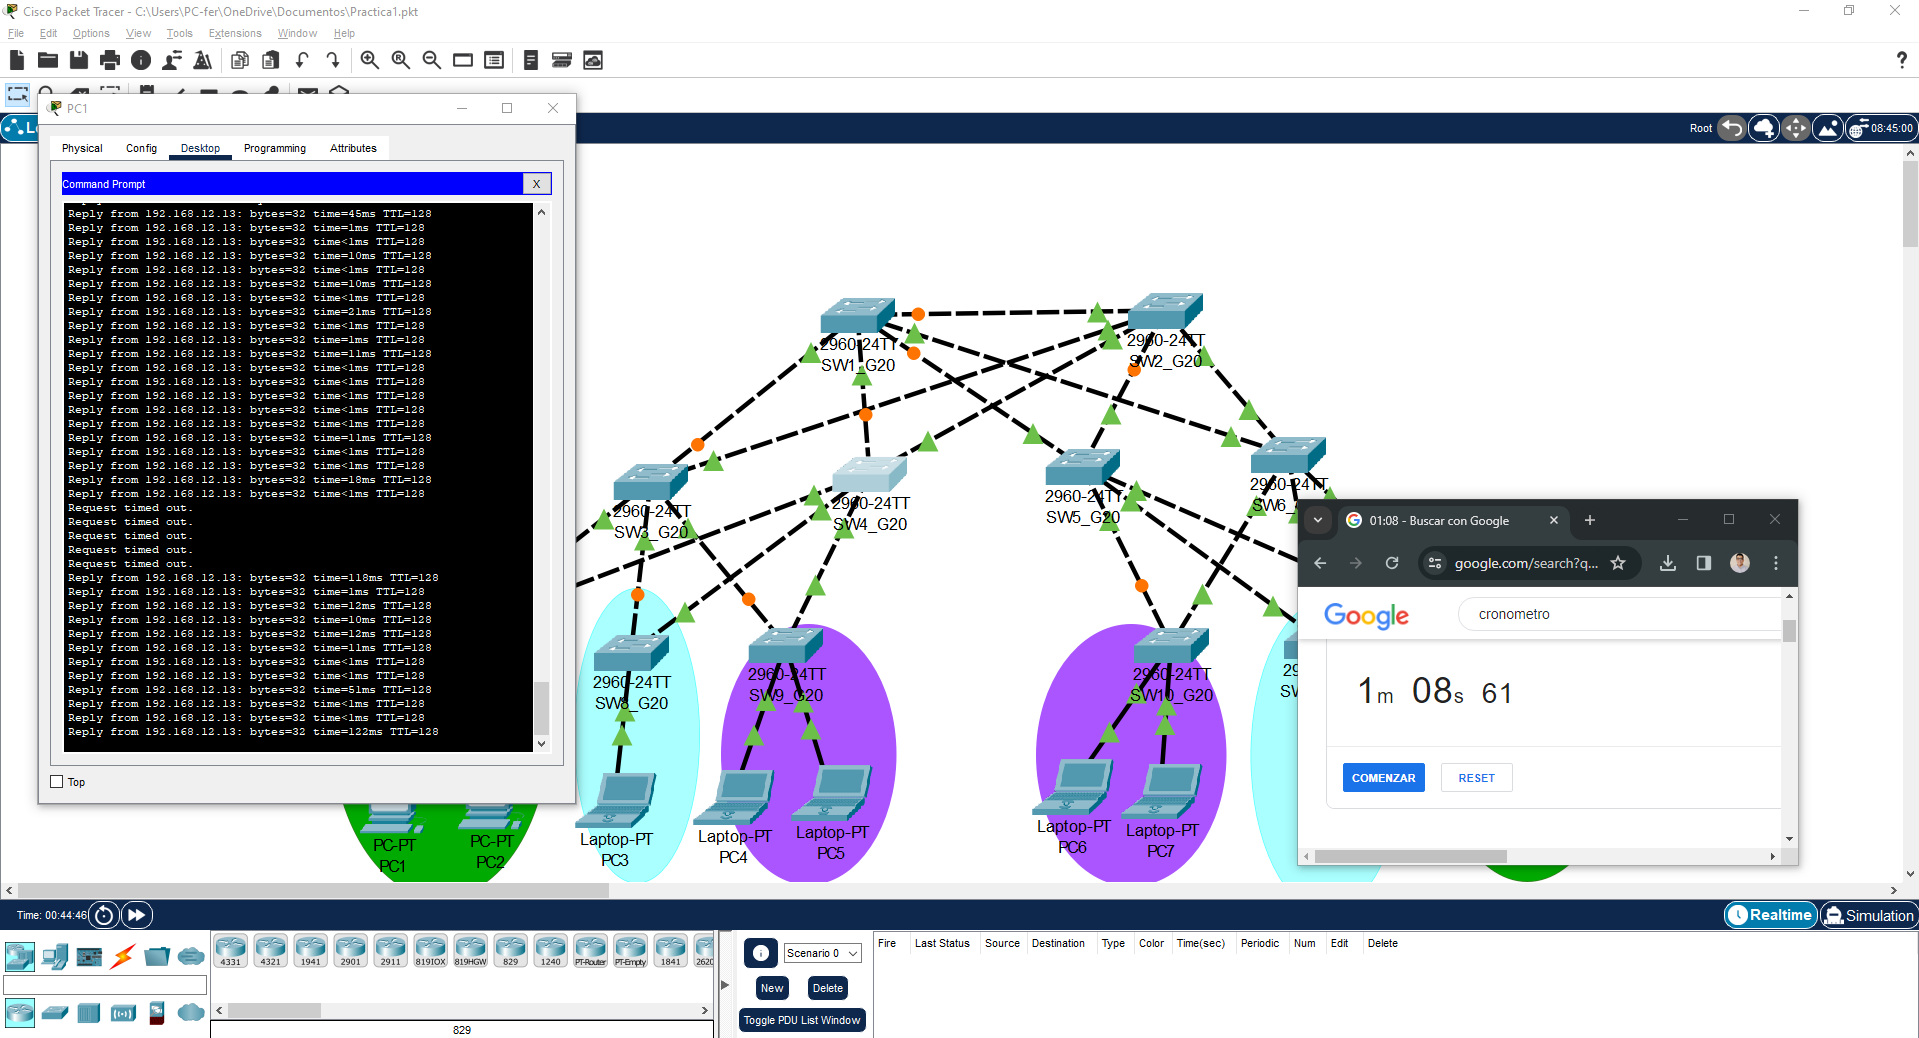 Cisco Packet Tracer - C:\Users\PC-fer\OneDrive\Documentos\Practica1.pkt
File Edit Options View Tools Extensions Window Help
?
Root 08:45:00
PC1
Physical Config Desktop Programming Attributes
Command Prompt X
Reply from 192.168.12.13: bytes=32 time=45ms TTL=128
Reply from 192.168.12.13: bytes=32 time=1ms TTL=128
Reply from 192.168.12.13: bytes=32 time<1ms TTL=128
Reply from 192.168.12.13: bytes=32 time=10ms TTL=128
Reply from 192.168.12.13: bytes=32 time<1ms TTL=128
Reply from 192.168.12.13: bytes=32 time=10ms TTL=128
Reply from 192.168.12.13: bytes=32 time<1ms TTL=128
Reply from 192.168.12.13: bytes=32 time=21ms TTL=128
Reply from 192.168.12.13: bytes=32 time<1ms TTL=128
Reply from 192.168.12.13: bytes=32 time=1ms TTL=128
Reply from 192.168.12.13: bytes=32 time=11ms TTL=128
Reply from 192.168.12.13: bytes=32 time<1ms TTL=128
Reply from 192.168.12.13: bytes=32 time<1ms TTL=128
Reply from 192.168.12.13: bytes=32 time<1ms TTL=128
Reply from 192.168.12.13: bytes=32 time<1ms TTL=128
Reply from 192.168.12.13: bytes=32 time<1ms TTL=128
Reply from 192.168.12.13: bytes=32 time=11ms TTL=128
Reply from 192.168.12.13: bytes=32 time<1ms TTL=128
Reply from 192.168.12.13: bytes=32 time<1ms TTL=128
Reply from 192.168.12.13: bytes=32 time=18ms TTL=128
Reply from 192.168.12.13: bytes=32 time<1ms TTL=128
Request timed out.
Request timed out.
Request timed out.
Request timed out.
Request timed out.
Reply from 192.168.12.13: bytes=32 time=118ms TTL=128
Reply from 192.168.12.13: bytes=32 time=1ms TTL=128
Reply from 192.168.12.13: bytes=32 time=12ms TTL=128
Reply from 192.168.12.13: bytes=32 time=10ms TTL=128
Reply from 192.168.12.13: bytes=32 time=12ms TTL=128
Reply from 192.168.12.13: bytes=32 time=11ms TTL=128
Reply from 192.168.12.13: bytes=32 time<1ms TTL=128
Reply from 192.168.12.13: bytes=32 time<1ms TTL=128
Reply from 192.168.12.13: bytes=32 time=51ms TTL=128
Reply from 192.168.12.13: bytes=32 time<1ms TTL=128
Reply from 192.168.12.13: bytes=32 time<1ms TTL=128
Reply from 192.168.12.13: bytes=32 time=122ms TTL=128
Top
2960-24TT
SW1_G20
2960-24TT
SW2_G20
2960-24TT
SW3_G20
2960-24TT
SW4_G20
2960-24TT
SW5_G20
2960-24TT
SW6_
2960-24TT
SW8_G20
2960-24TT
SW9_G20
2960-24TT
SW10_G20
29
SW
PC-PT
PC1
PC-PT
PC2
Laptop-PT
PC3
Laptop-PT
PC4
Laptop-PT
PC5
Laptop-PT
PC6
Laptop-PT
PC7
01:08 - Buscar con Google
google.com/search?q...
Google cronometro
1m 08s 61
COMENZAR RESET
Time: 00:44:46
Realtime Simulation
4331 4321 1941 2901 2911 819IOX 819HGW 829 1240 PT-Router PT-Empty 1841 2620
829
Scenario 0
New Delete
Toggle PDU List Window
Fire Last Status Source Destination Type Color Time(sec) Periodic Num Edit Delete